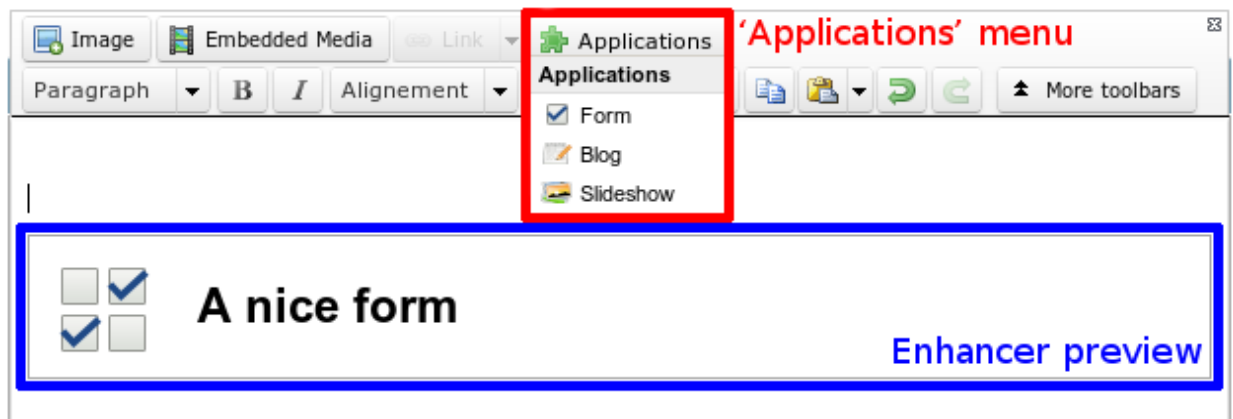 Image Embedded Media Link Applications 'Applications' menu
Paragraph B I Alignement Applications More toolbars
Form
Blog
Slideshow
A nice form
Enhancer preview